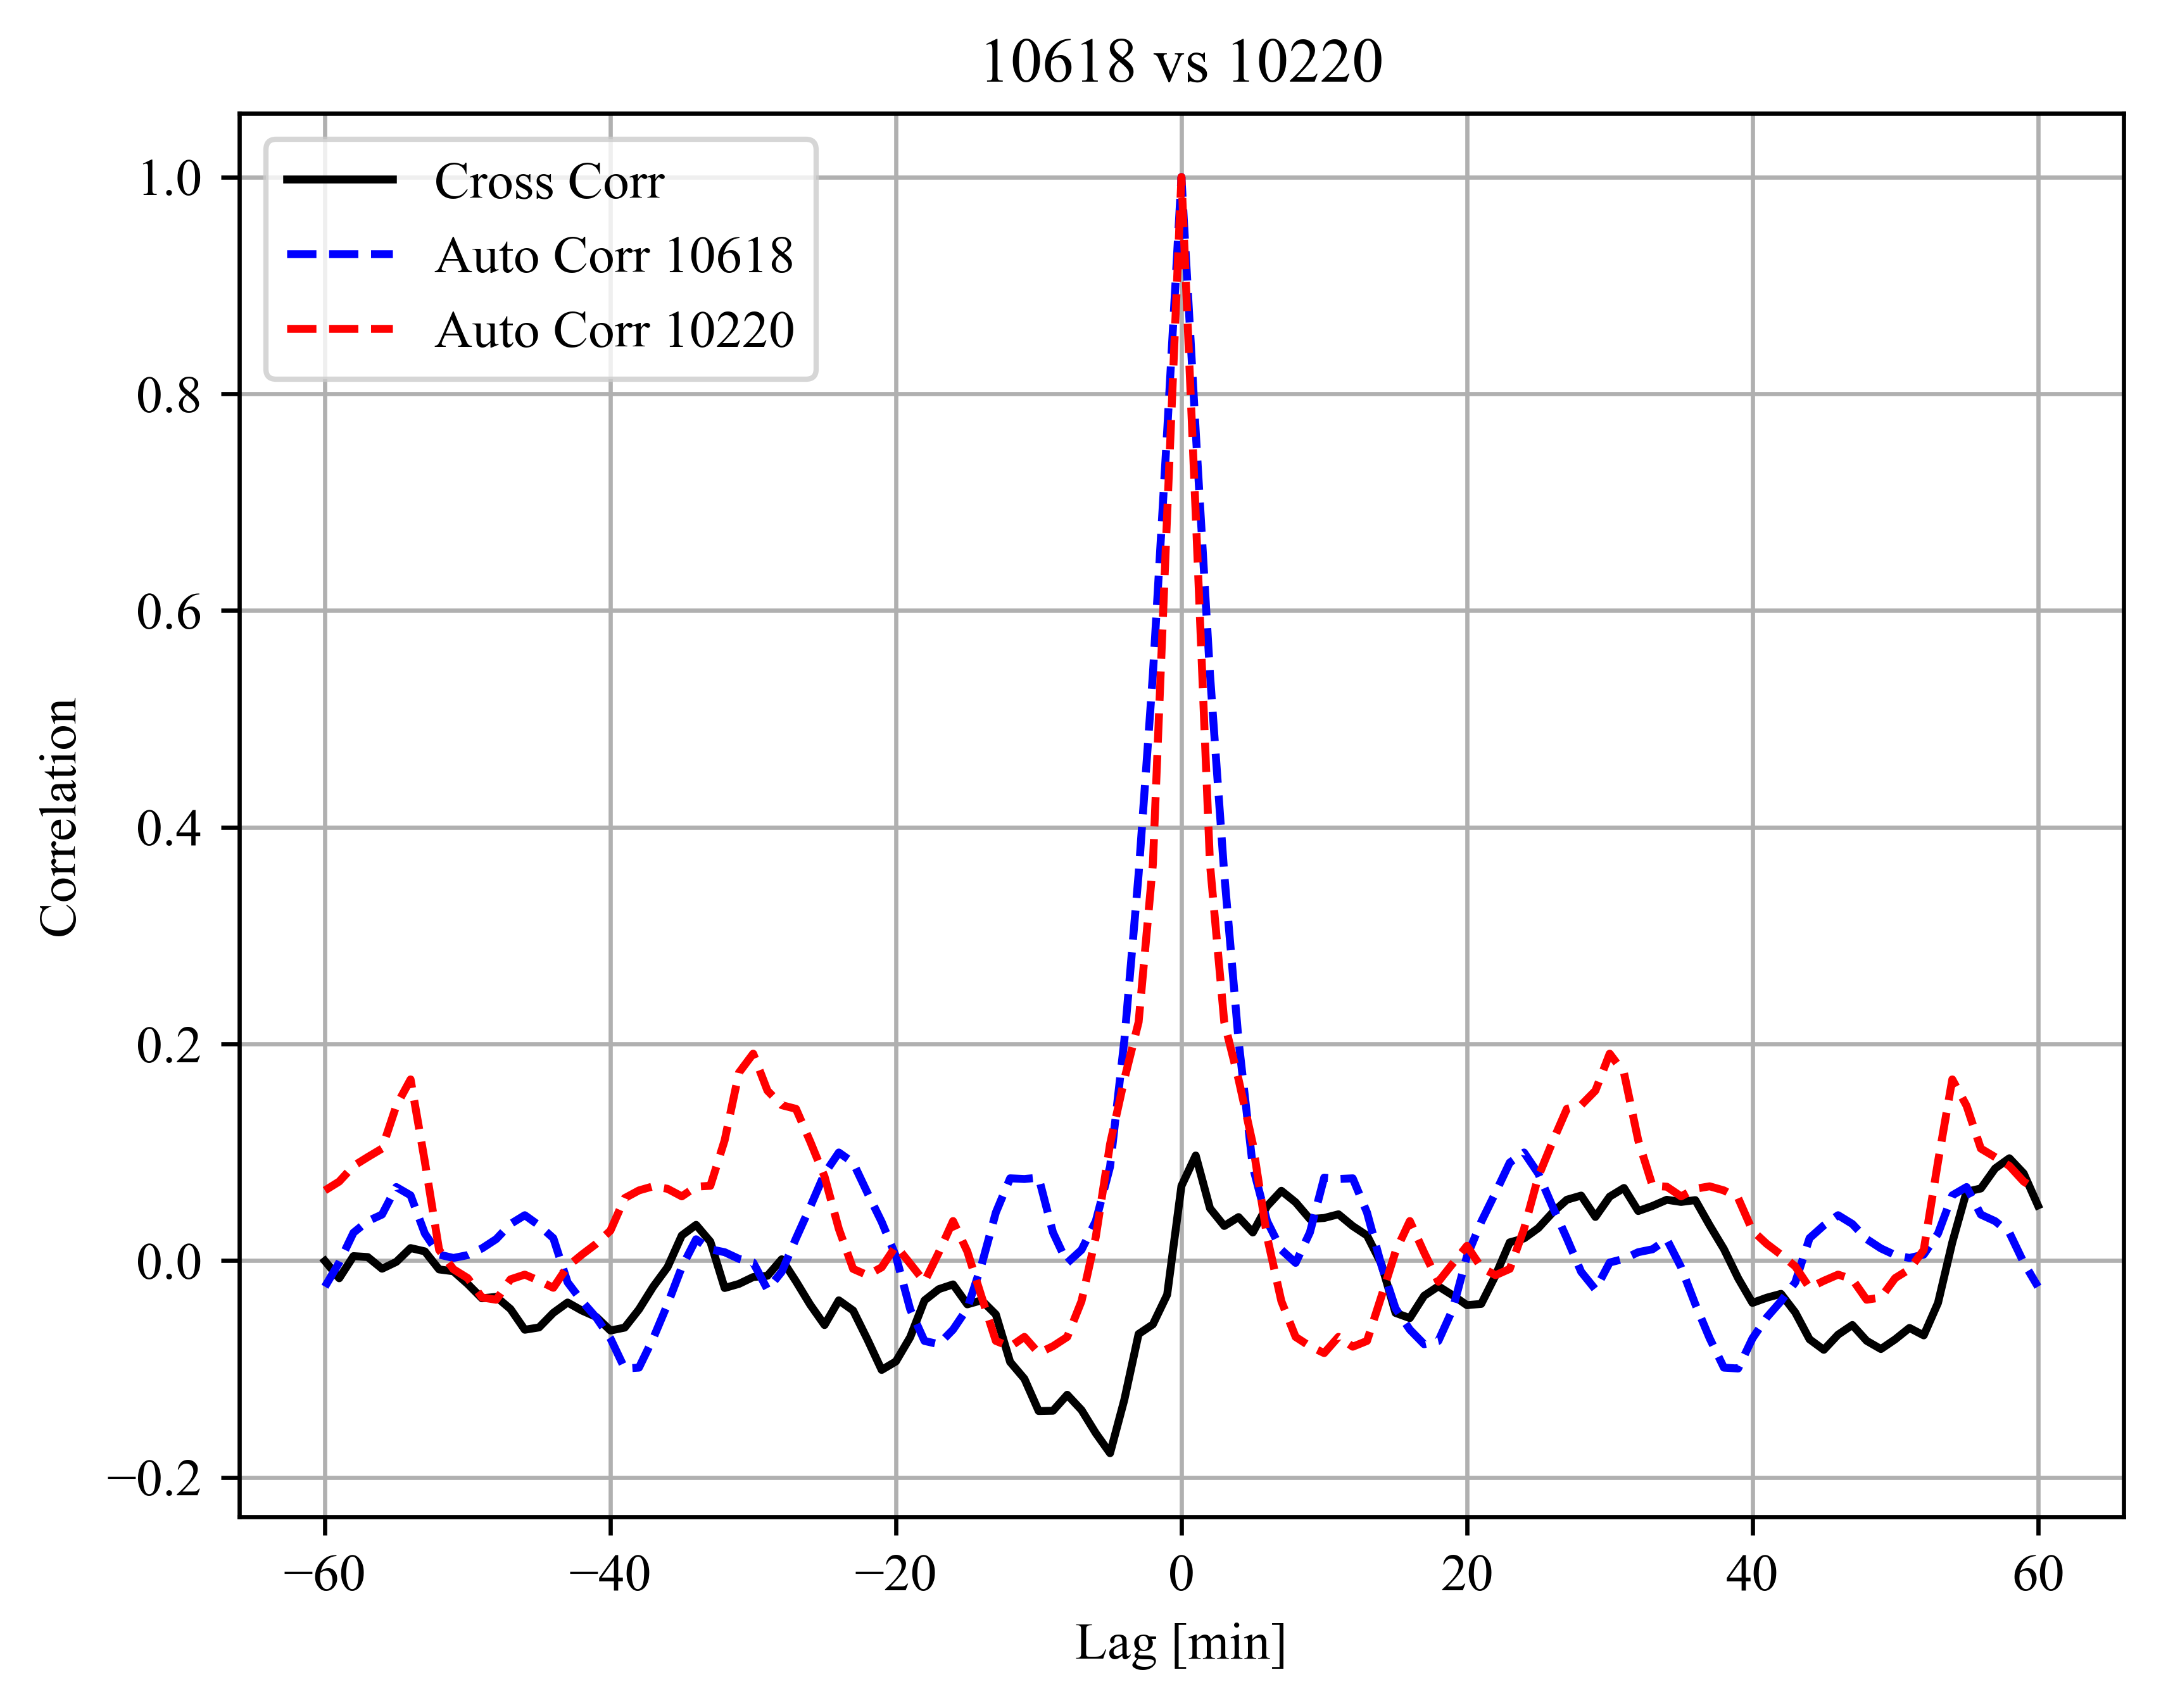 10618 vs 10220
Cross Corr
Auto Corr 10618
Auto Corr 10220
1.0
0.8
0.6
0.4
0.2
0.0
−0.2
Correlation
−60 −40 −20 0 20 40 60
Lag [min]